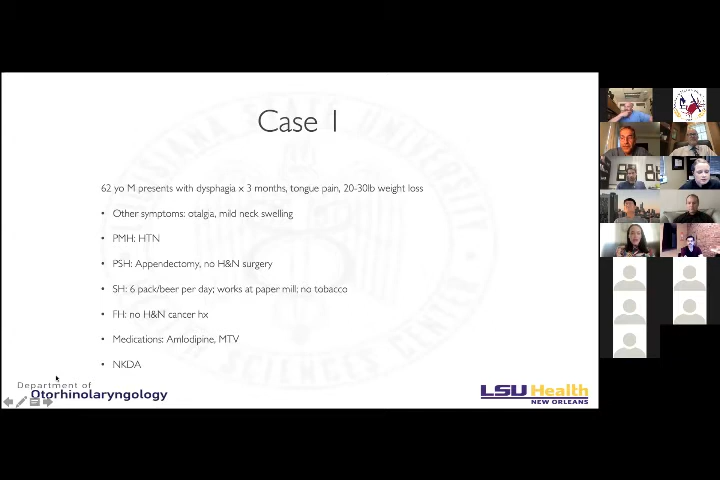 Case 1
62 yo M presents with dysphagia x 3 months, tongue pain, 20-30lb weight loss
• Other symptoms: otalgia, mild neck swelling
• PMH: HTN
• PSH: Appendectomy, no H&N surgery
• SH: 6 pack/beer per day; works at paper mill; no tobacco
• FH: no H&N cancer hx
• Medications: Amlodipine, MTV
• NKDA
Department of
Otorhinolaryngology
LSU Health
NEW ORLEANS